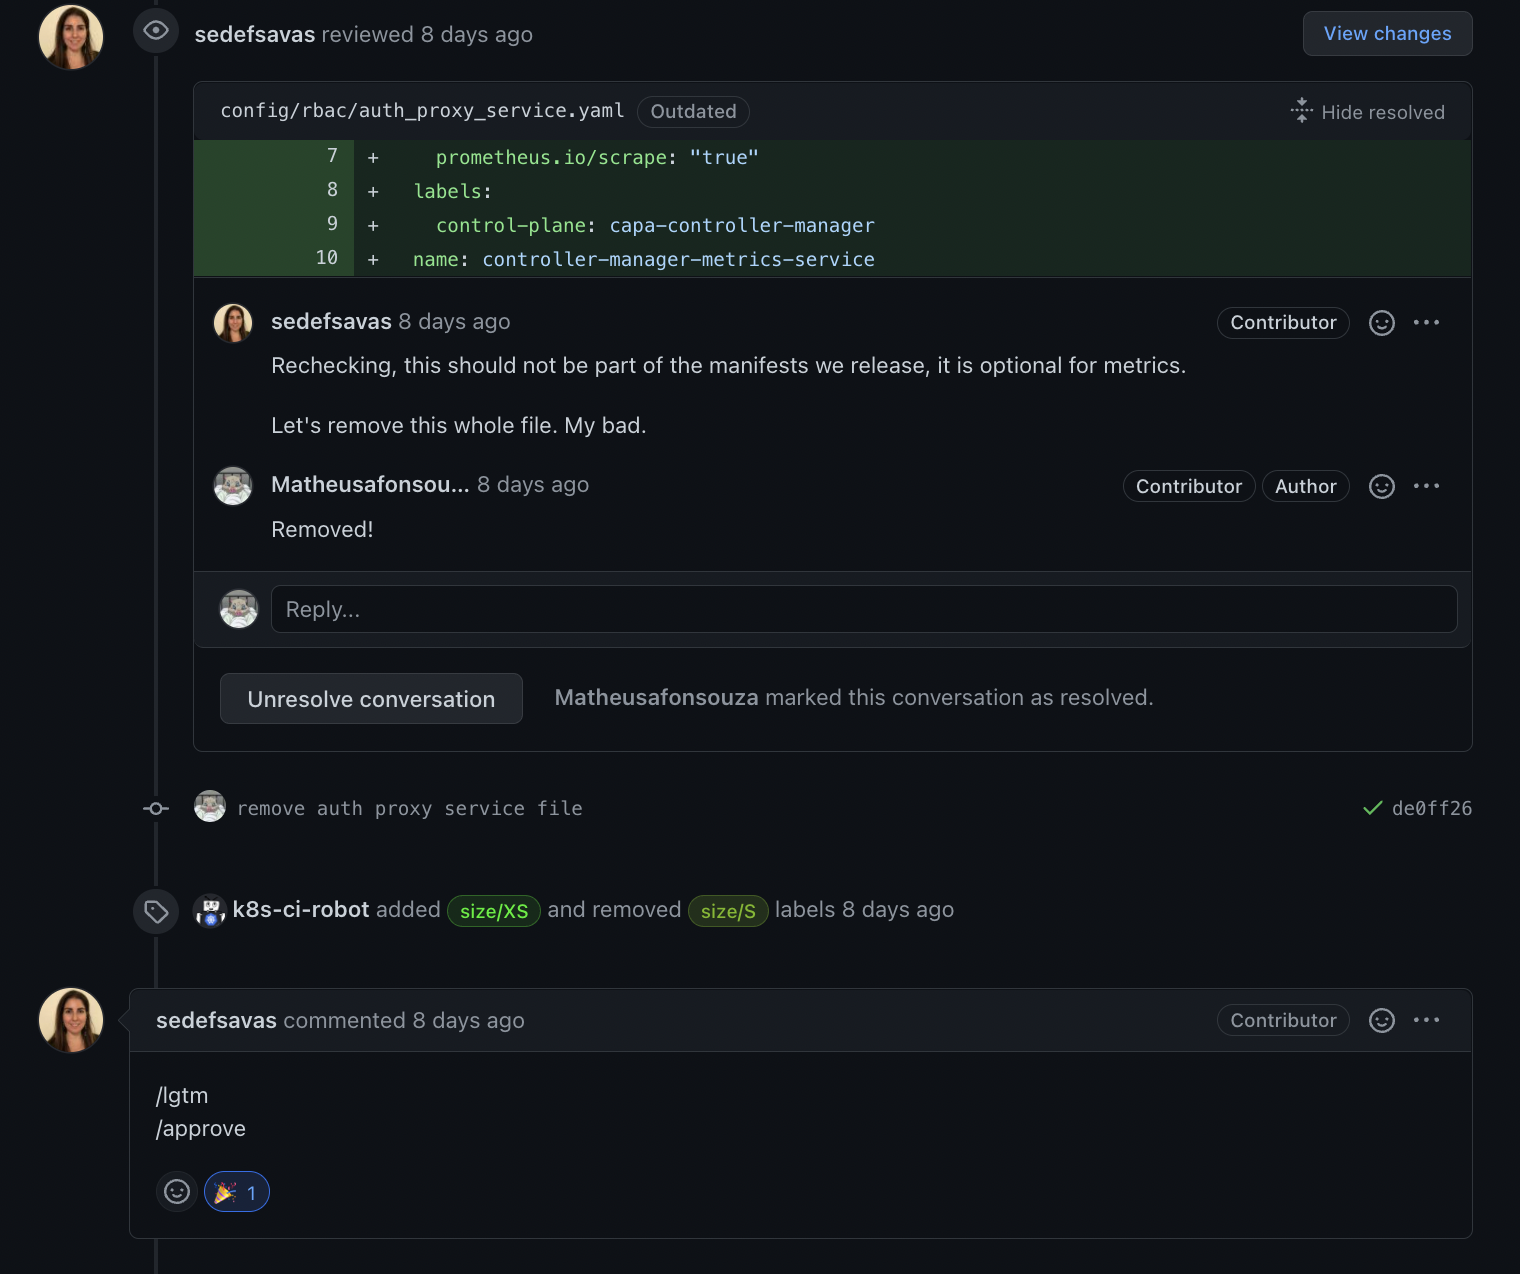 sedefsavas reviewed 8 days ago
View changes
config/rbac/auth_proxy_service.yaml Outdated
Hide resolved
7 + prometheus.io/scrape: "true"
8 + labels:
9 + control-plane: capa-controller-manager
10 + name: controller-manager-metrics-service
sedefsavas 8 days ago
Contributor
Rechecking, this should not be part of the manifests we release, it is optional for metrics.
Let's remove this whole file. My bad.
Matheusafonsou... 8 days ago
Contributor Author
Removed!
Reply...
Unresolve conversation
Matheusafonsouza marked this conversation as resolved.
remove auth proxy service file
de0ff26
k8s-ci-robot added size/XS and removed size/S labels 8 days ago
sedefsavas commented 8 days ago
Contributor
/lgtm
/approve
1